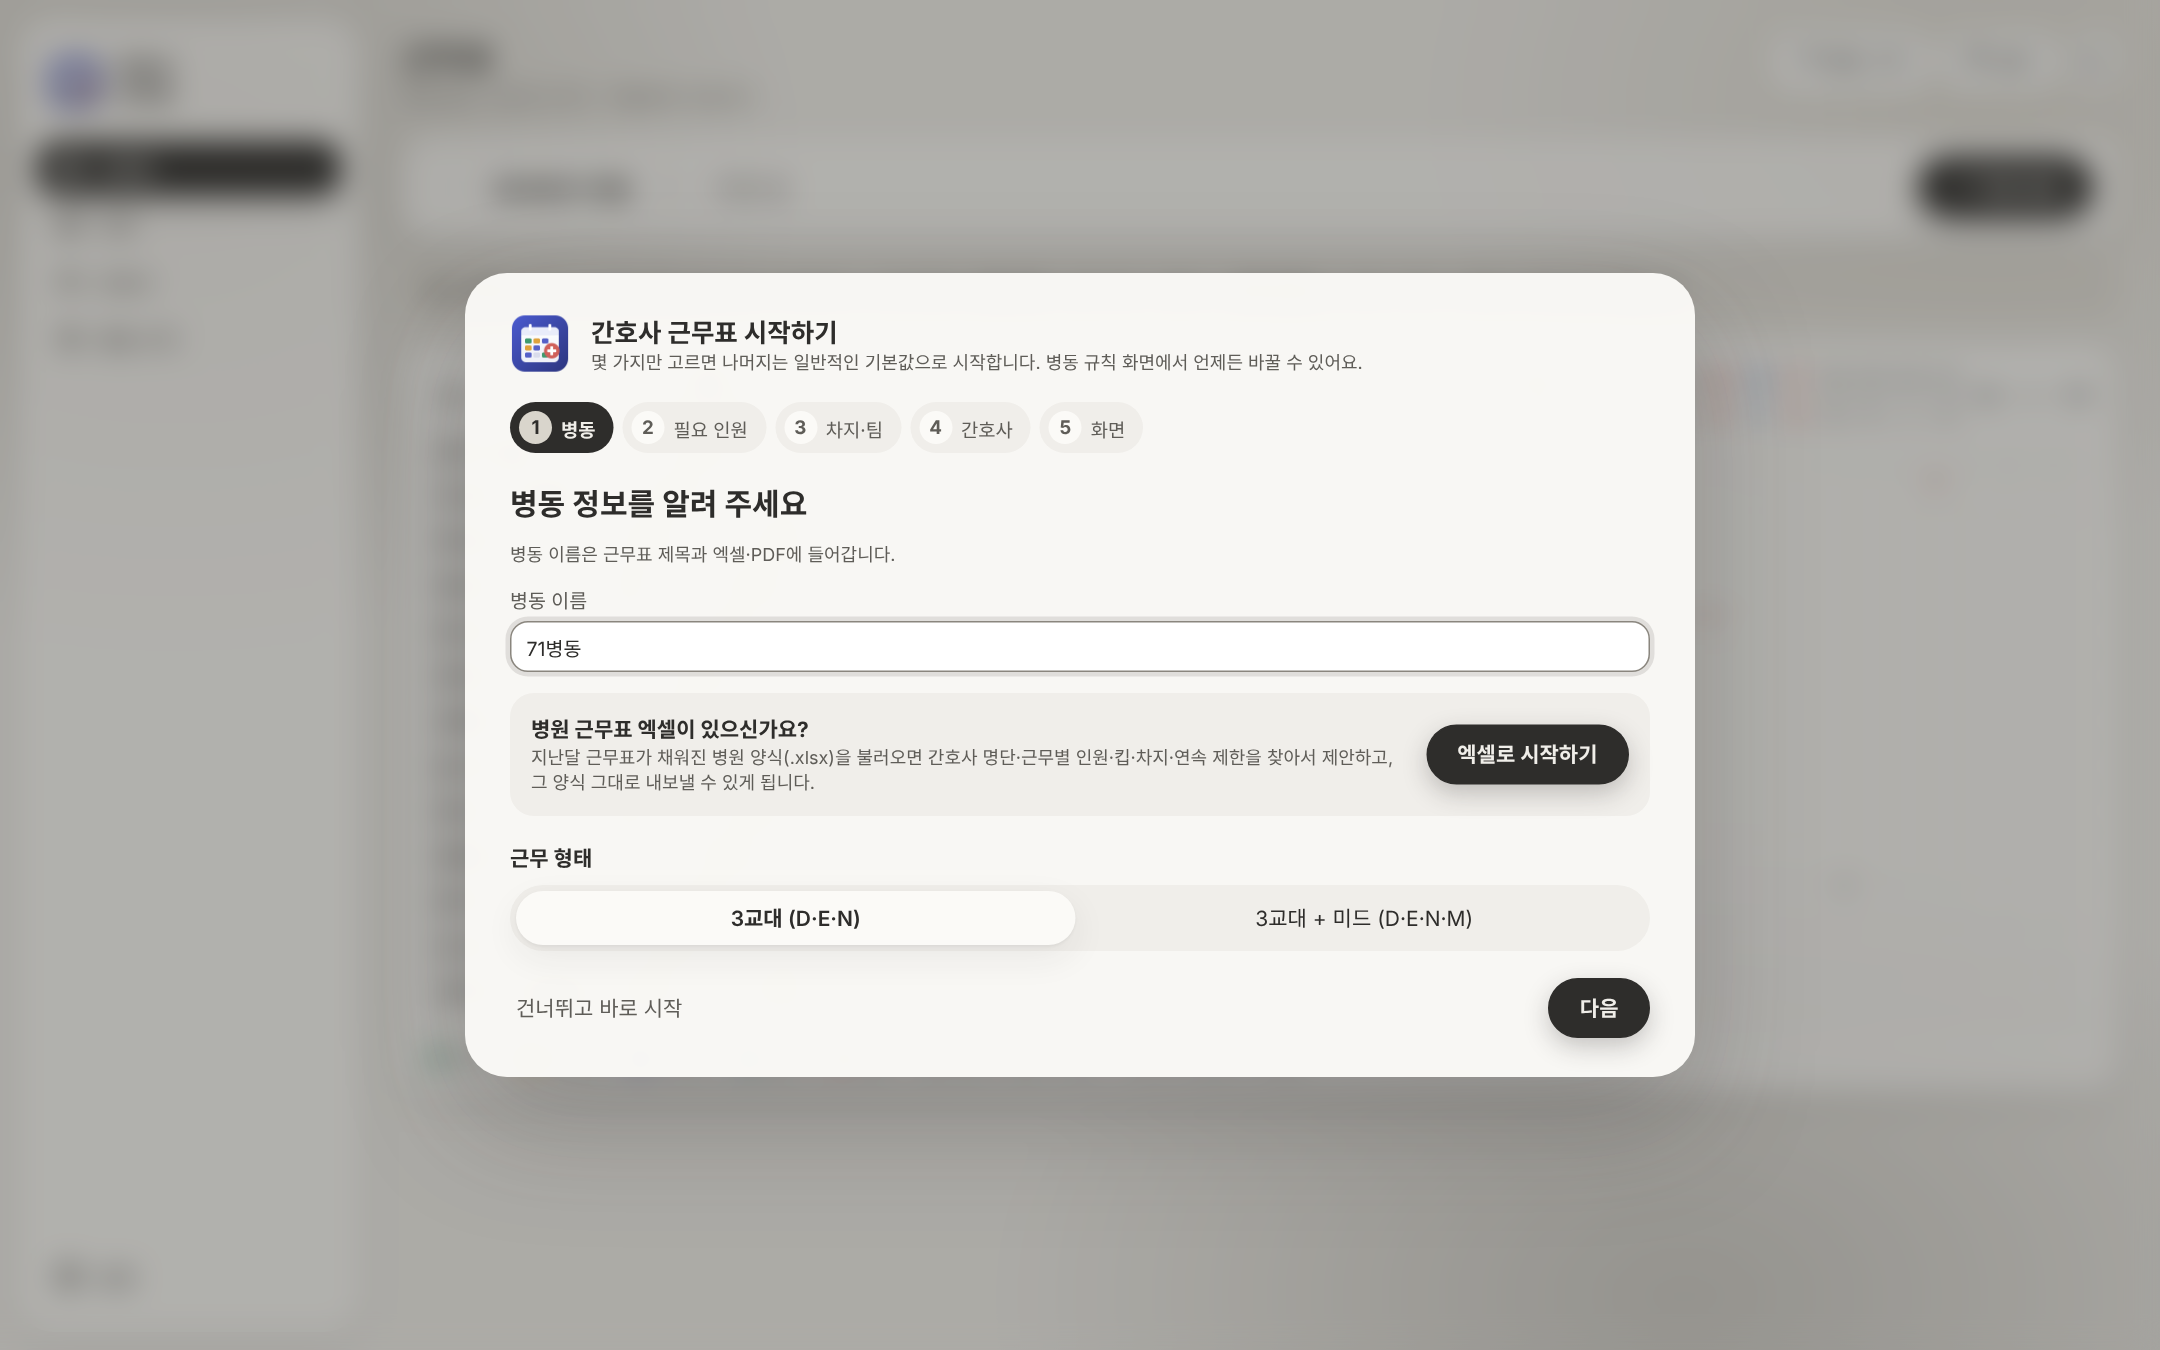 간호사 근무표 시작하기
몇 가지만 고르면 나머지는 일반적인 기본값으로 시작합니다. 병동 규칙 화면에서 언제든 바꿀 수 있어요.
1 병동 2 필요 인원 3 차지·팀 4 간호사 5 화면
병동 정보를 알려 주세요
병동 이름은 근무표 제목과 엑셀·PDF에 들어갑니다.
병동 이름
71병동
병원 근무표 엑셀이 있으신가요?
지난달 근무표가 채워진 병원 양식(.xlsx)을 불러오면 간호사 명단·근무별 인원·킵·차지·연속 제한을 찾아서 제안하고,
그 양식 그대로 내보낼 수 있게 됩니다.
엑셀로 시작하기
근무 형태
3교대 (D·E·N) 3교대 + 미드 (D·E·N·M)
건너뛰고 바로 시작 다음